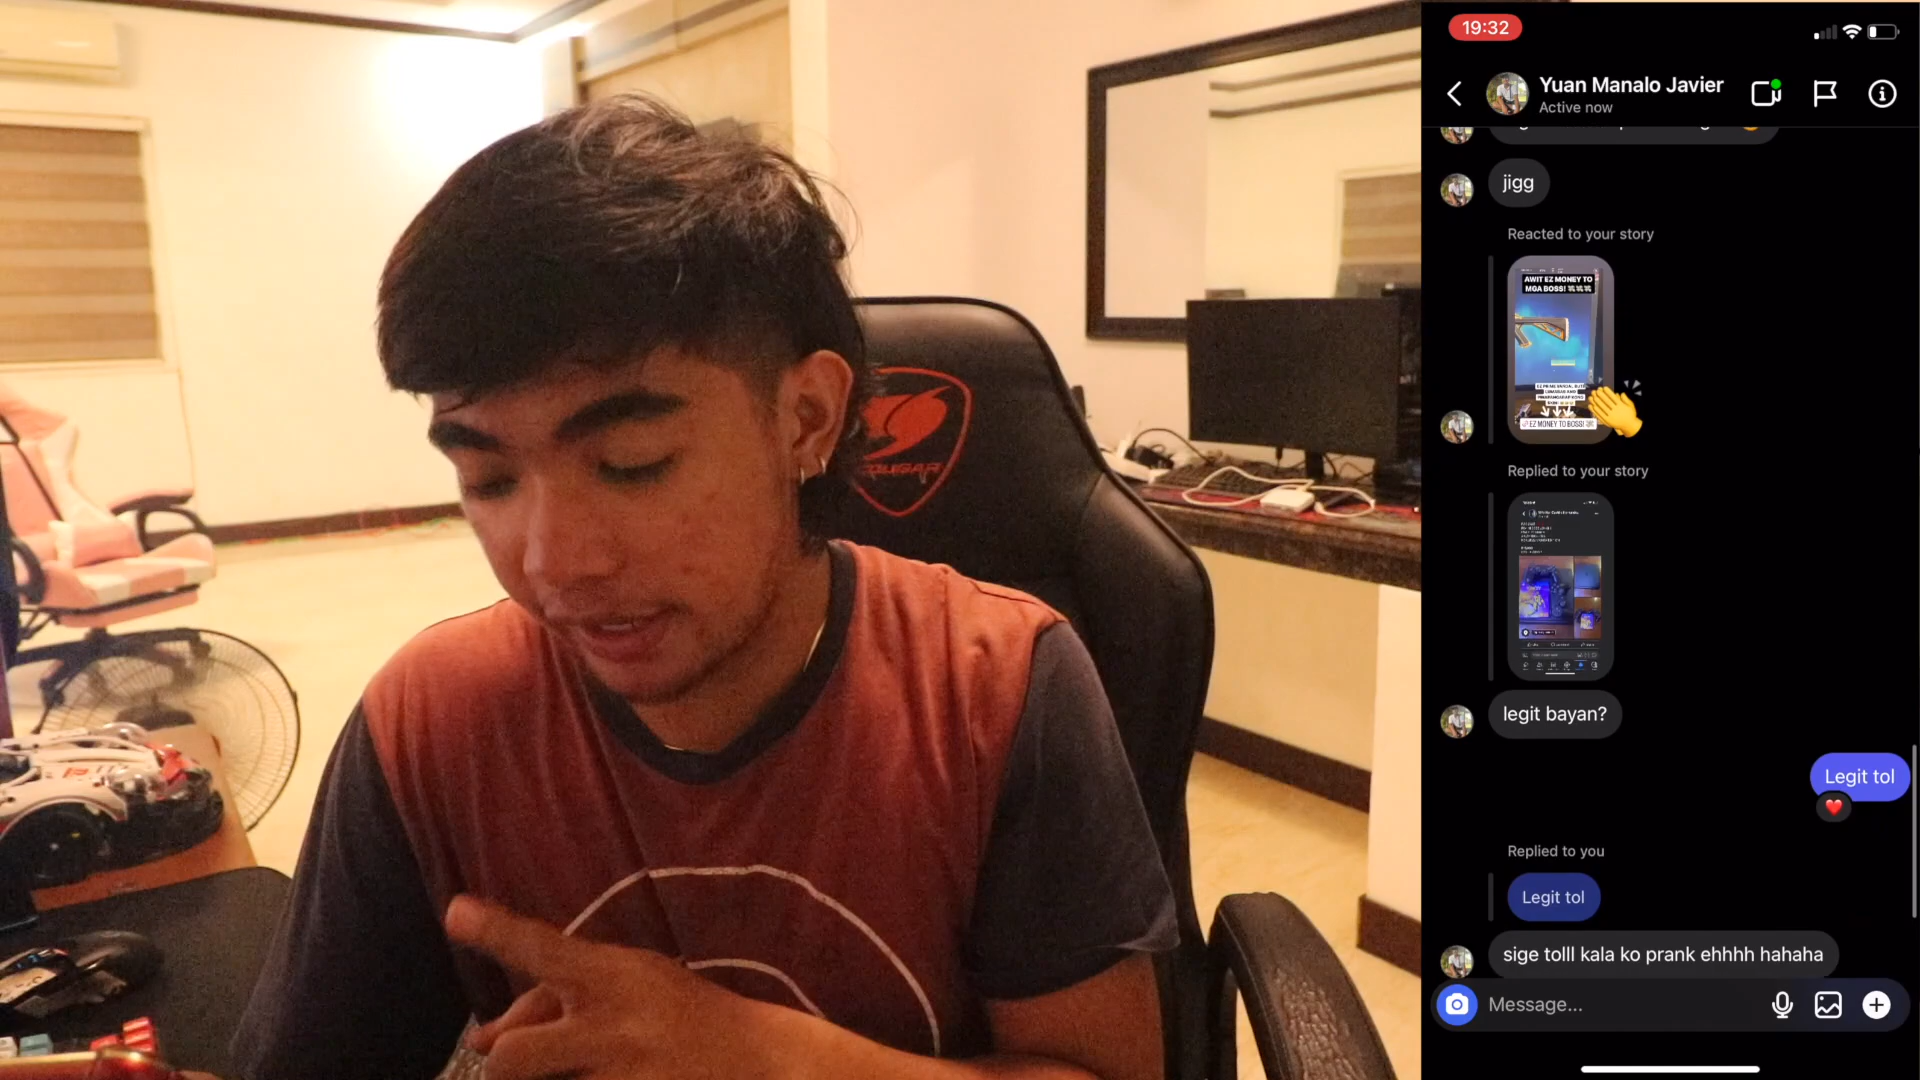 19:32
Yuan Manalo Javier
Active now
jigg
Reacted to your story
AWIT EZ MONEY TO
MGA BOSS!
EZ MONEY TO BOSS!
Replied to your story
legit bayan?
Legit tol
Replied to you
Legit tol
sige tolll kala ko prank ehhhh hahaha
Message...
COUGAR